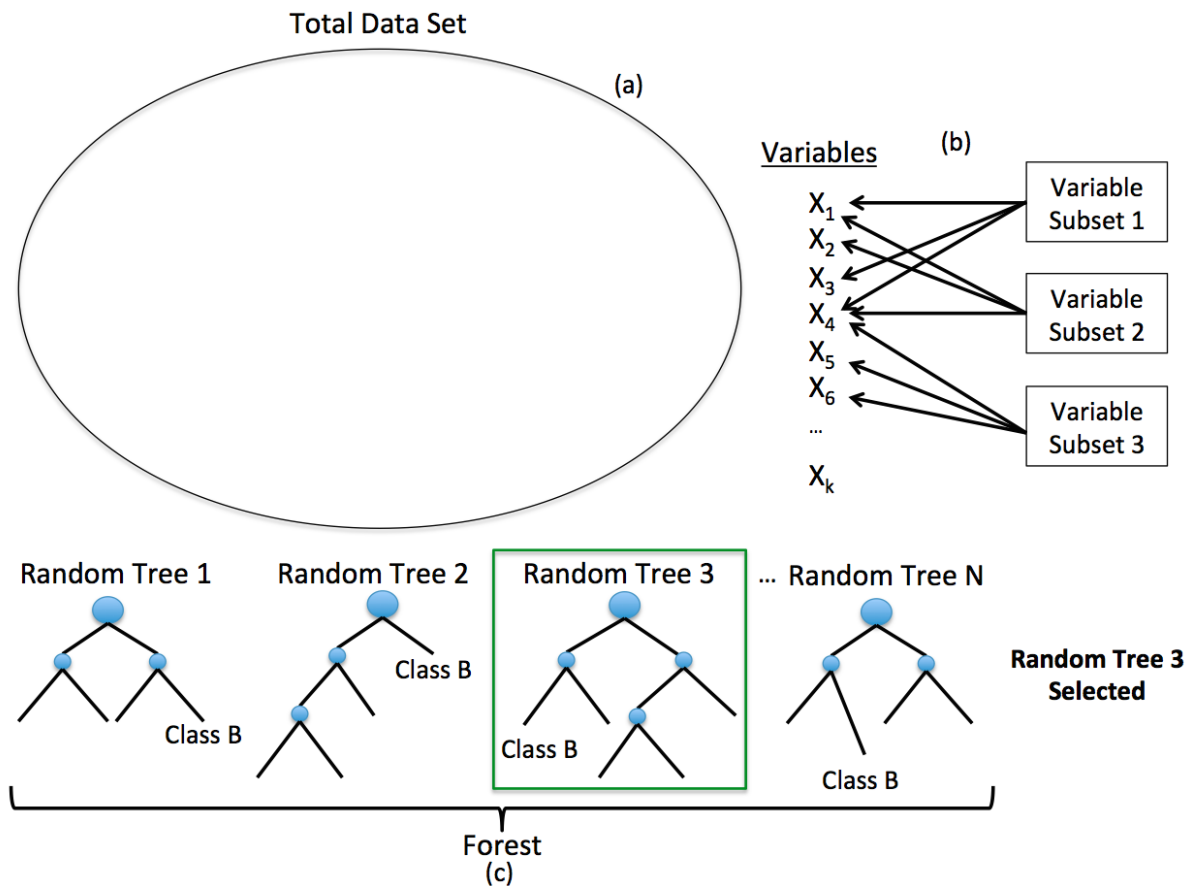 Total Data Set
(a)
(b)
Variables
X1
X2
X3
X4
X5
X6
...
Xk
Variable
Subset 1
Variable
Subset 2
Variable
Subset 3
Random Tree 1
Random Tree 2
Random Tree 3
... Random Tree N
Class B
Class B
Class B
Class B
Random Tree 3
Selected
Forest
(c)